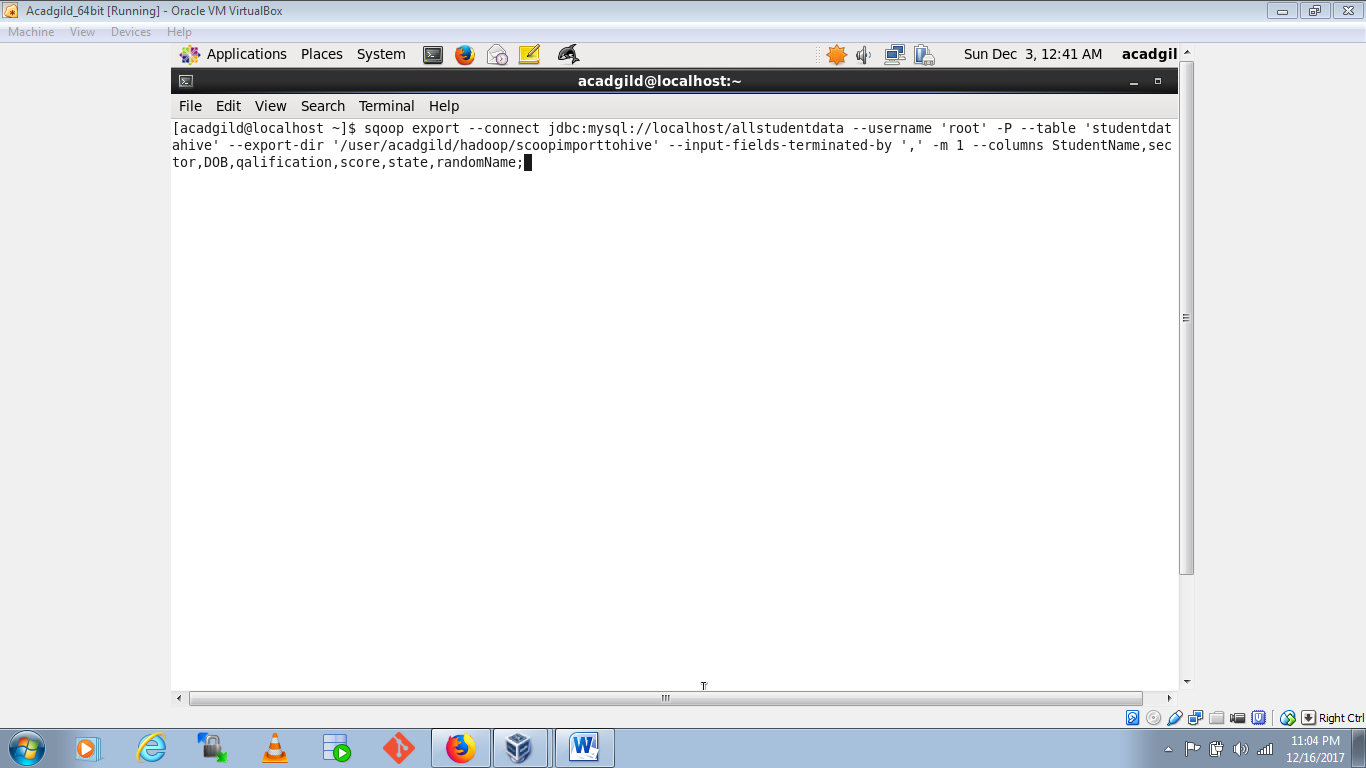 Acadgild_64bit [Running] - Oracle VM VirtualBox
Machine View Devices Help
Applications Places System Sun Dec 3, 12:41 AM acadgil
acadgild@localhost:~
File Edit View Search Terminal Help
[acadgild@localhost ~]$ sqoop export --connect jdbc:mysql://localhost/allstudentdata --username 'root' -P --table 'studentdat
ahive' --export-dir '/user/acadgild/hadoop/scoopimporttohive' --input-fields-terminated-by ',' -m 1 --columns StudentName,sec
tor,DOB,qalification,score,state,randomName;
Right Ctrl
11:04 PM
12/16/2017